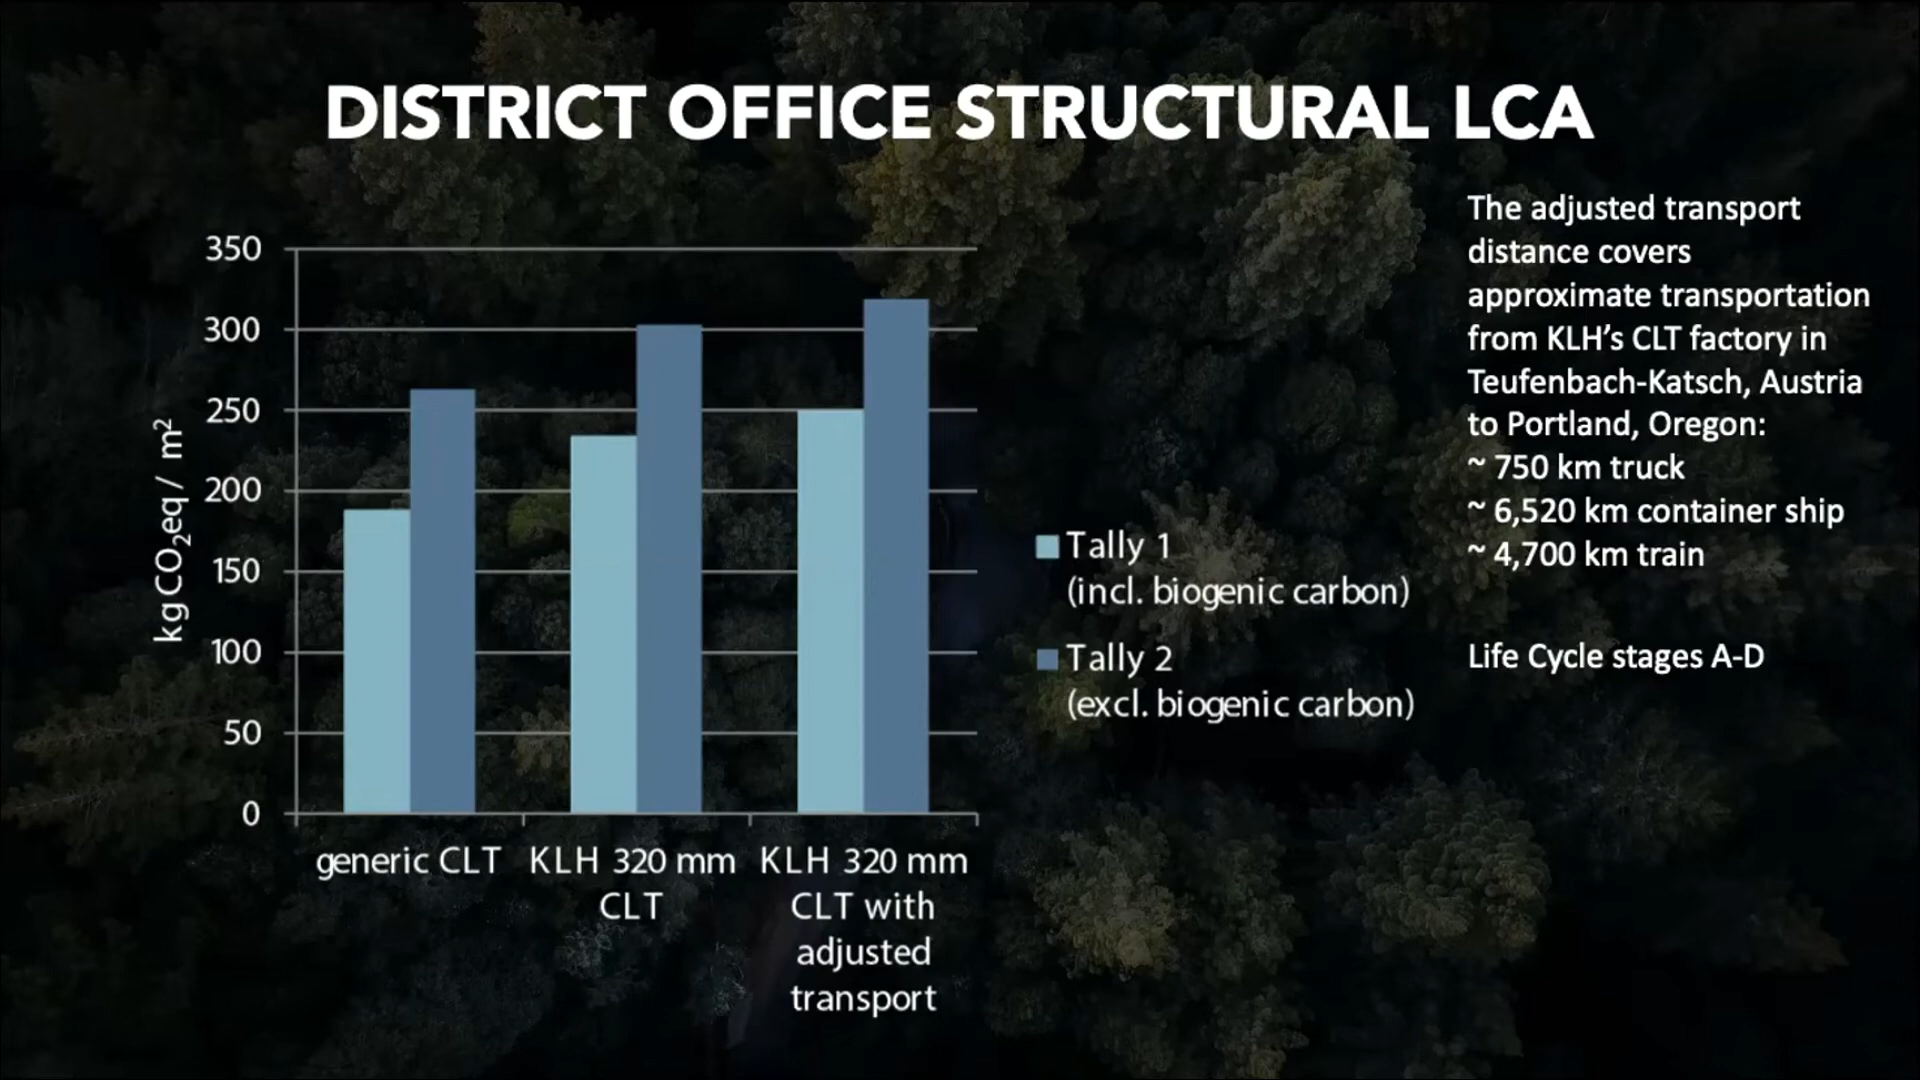 DISTRICT OFFICE STRUCTURAL LCA
350
300
250
200
150
100
50
0
kg CO₂eq / m²
generic CLT
KLH 320 mm
CLT
KLH 320 mm
CLT with
adjusted
transport
Tally 1
(incl. biogenic carbon)
Tally 2
(excl. biogenic carbon)
The adjusted transport
distance covers
approximate transportation
from KLH’s CLT factory in
Teufenbach-Katsch, Austria
to Portland, Oregon:
~ 750 km truck
~ 6,520 km container ship
~ 4,700 km train
Life Cycle stages A-D